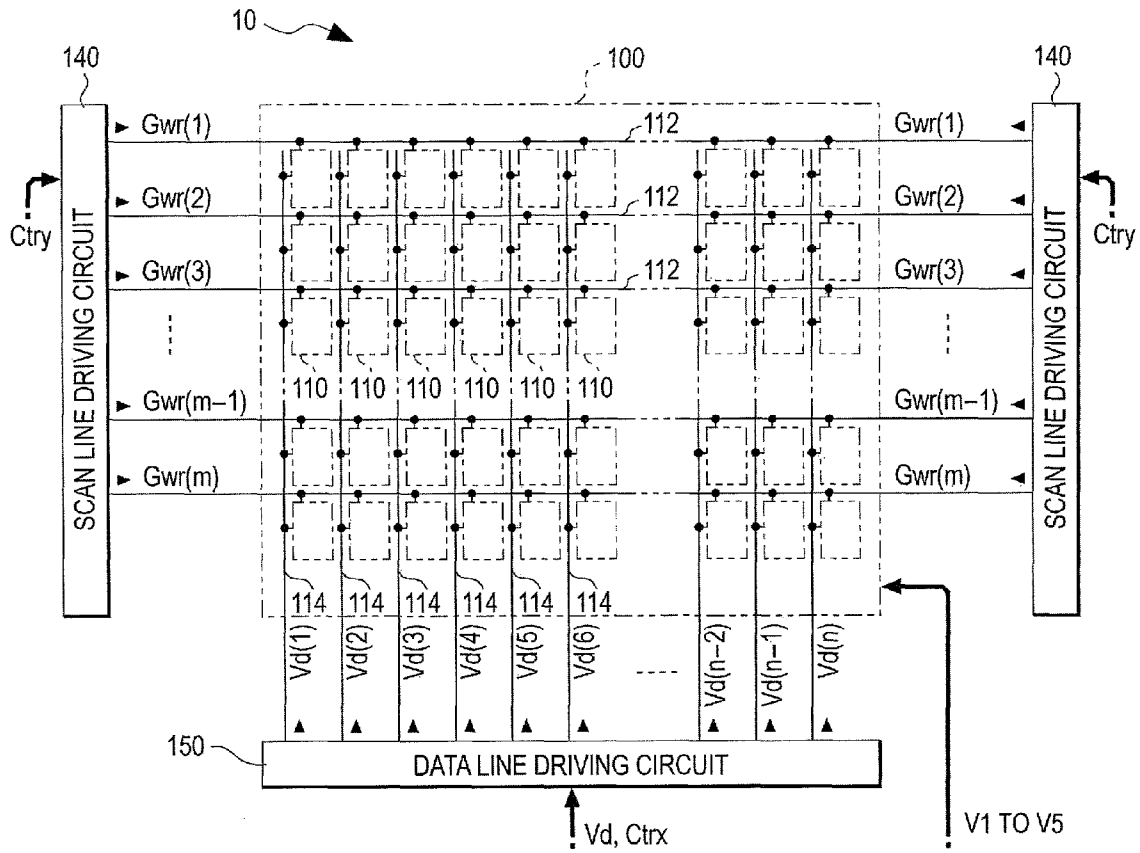 10
140
100
140
Gwr(1)
112
Gwr(1)
Gwr(2)
112
Gwr(2)
Ctry
Ctry
Gwr(3)
112
Gwr(3)
SCAN LINE DRIVING CIRCUIT
SCAN LINE DRIVING CIRCUIT
110 110 110 110 110 110
Gwr(m−1)
Gwr(m−1)
Gwr(m)
Gwr(m)
114 114 114 114 114 114
Vd(1)
Vd(2)
Vd(3)
Vd(4)
Vd(5)
Vd(6)
Vd(n−2)
Vd(n−1)
Vd(n)
150
DATA LINE DRIVING CIRCUIT
Vd, Ctrx
V1 TO V5